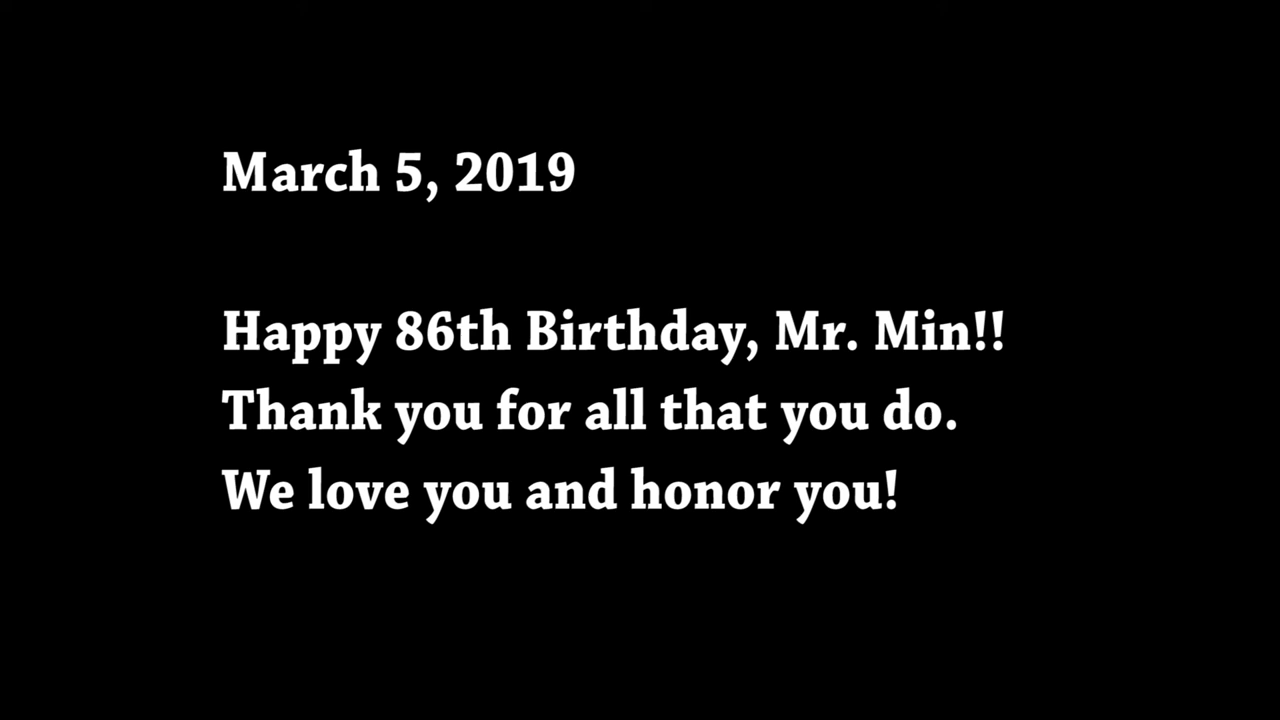 March 5, 2019
Happy 86th Birthday, Mr. Min!!
Thank you for all that you do.
We love you and honor you!